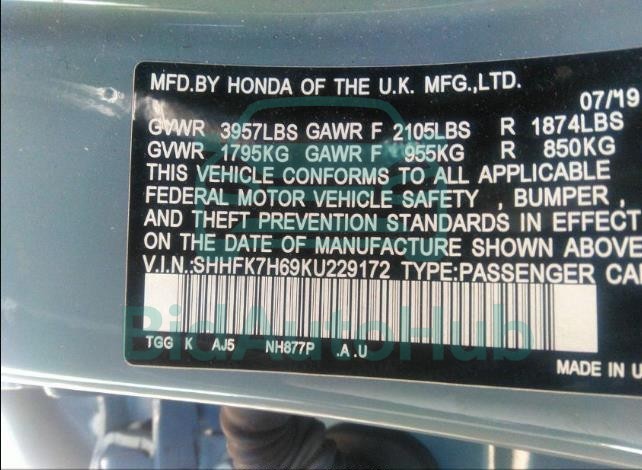 MFD.BY HONDA OF THE U.K. MFG.,LTD.
07/19
GVWR 3957LBS GAWR F 2105LBS R 1874LBS
GVWR 1795KG GAWR F 955KG R 850KG
THIS VEHICLE CONFORMS TO ALL APPLICABLE
FEDERAL MOTOR VEHICLE SAFETY , BUMPER ,
AND THEFT PREVENTION STANDARDS IN EFFECT
ON THE DATE OF MANUFACTURE SHOWN ABOVE
V.I.N.:SHHFK7H69KU229172 TYPE:PASSENGER CA
BidAutoHub
TGG K AJ5 NH877P .A .U
MADE IN U